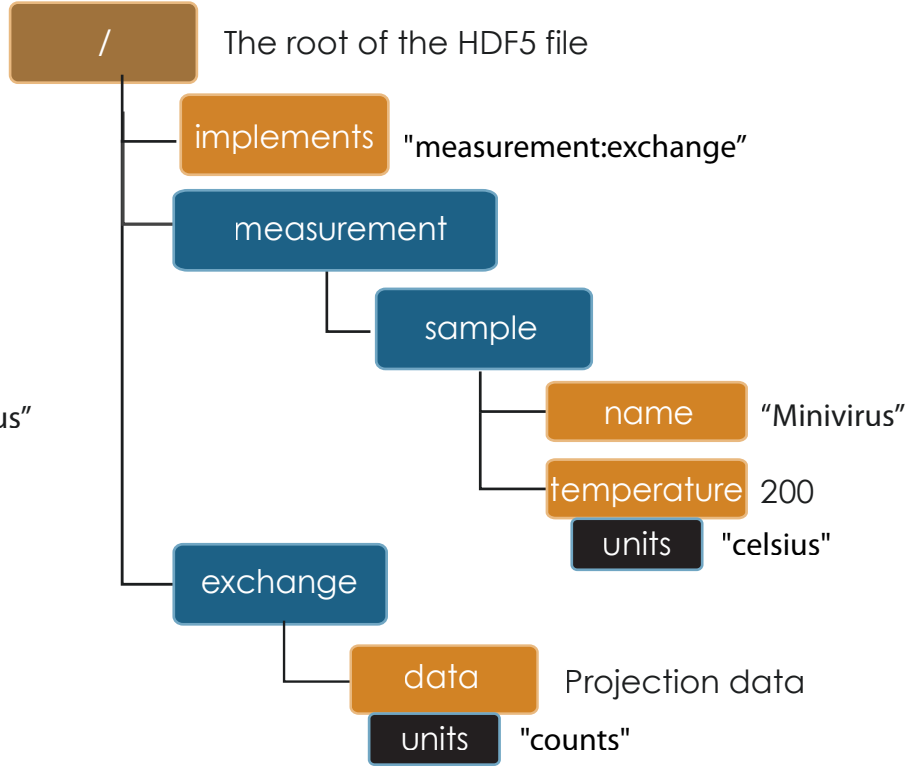 / The root of the HDF5 file
implements "measurement:exchange”
measurement
sample
us”
name “Minivirus”
temperature 200
units "celsius"
exchange
data Projection data
units "counts"